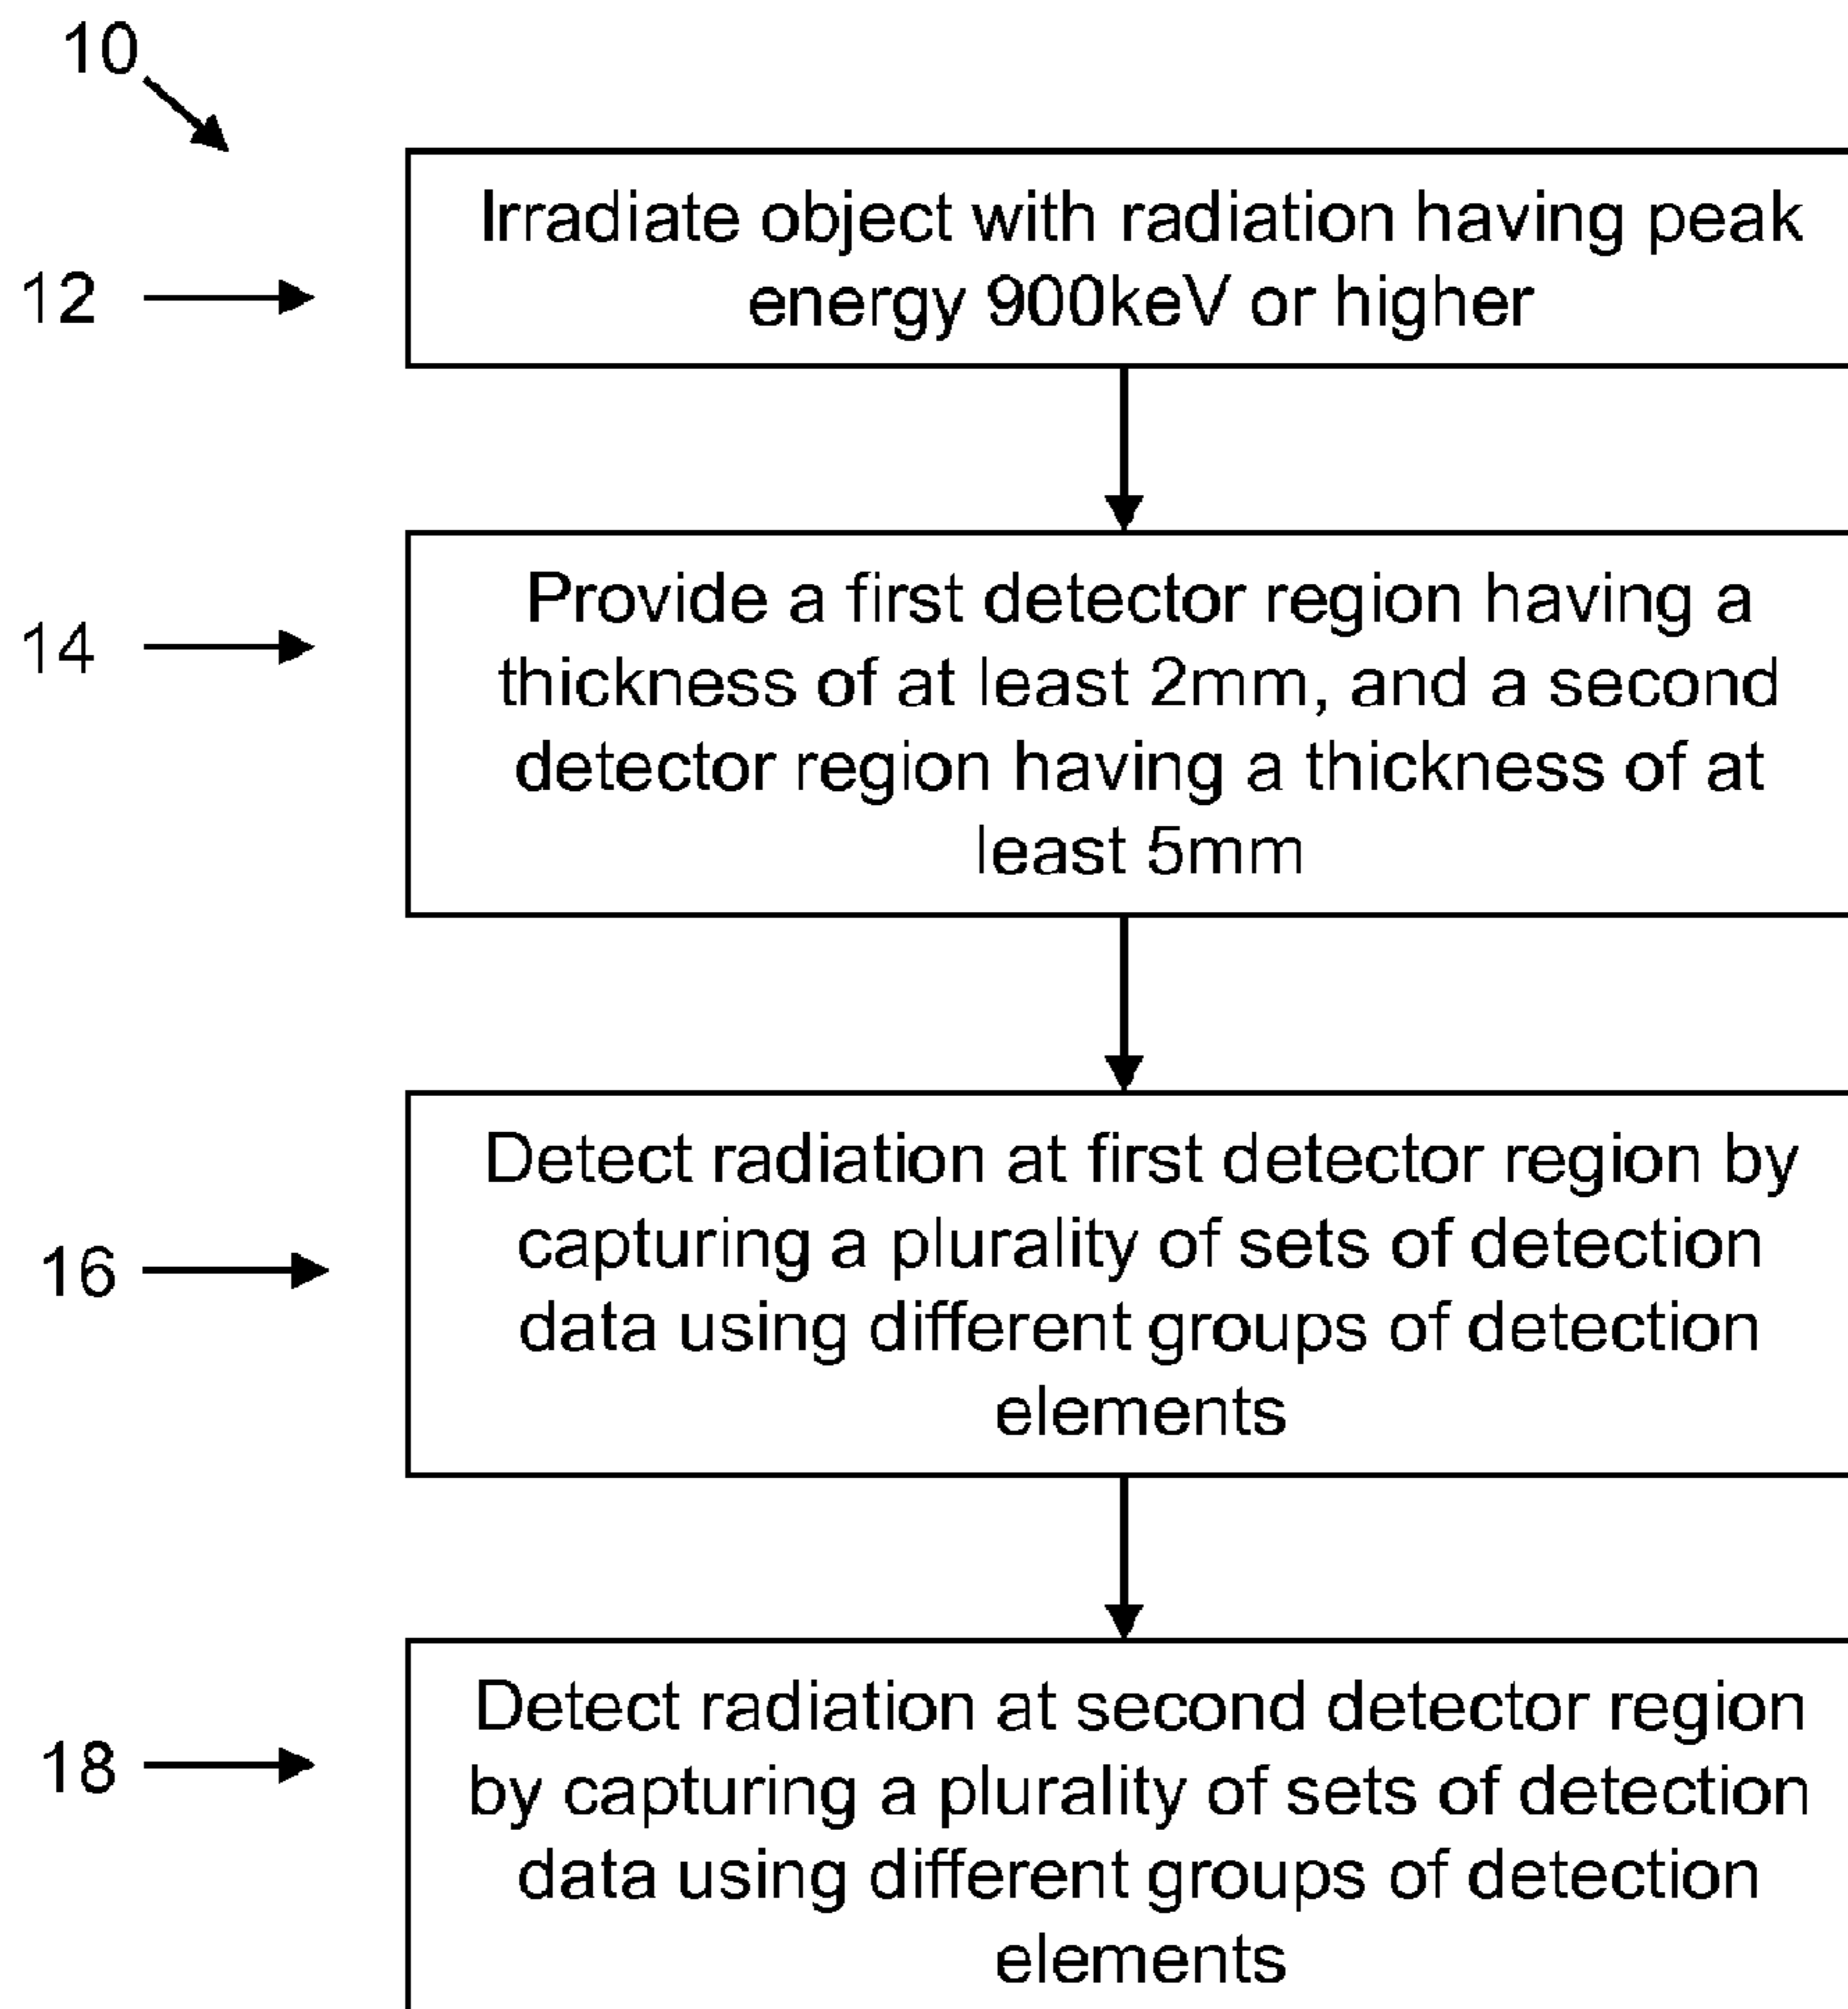 10
12
Irradiate object with radiation having peak
energy 900keV or higher
14
Provide a first detector region having a
thickness of at least 2mm, and a second
detector region having a thickness of at
least 5mm
16
Detect radiation at first detector region by
capturing a plurality of sets of detection
data using different groups of detection
elements
18
Detect radiation at second detector region
by capturing a plurality of sets of detection
data using different groups of detection
elements